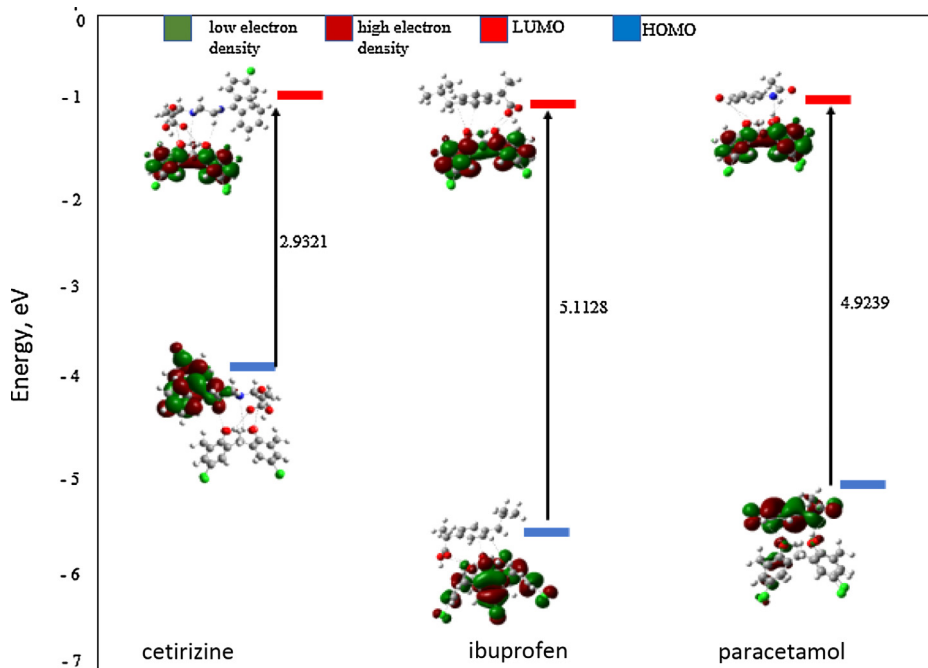 0
low electron
density
high electron
density
LUMO
HOMO
- 1
- 2
- 3
- 4
- 5
- 6
- 7
Energy, eV
2.9321
5.1128
4.9239
cetirizine
ibuprofen
paracetamol